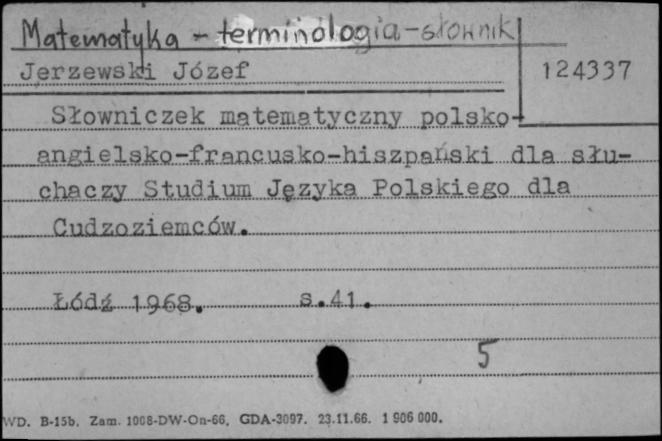 Matematyka - terminologia - słownik
Jerzewski Józef
124337
Słowniczek matematyczny polsko-
angielsko-francusko-hiszpański dla słu-
chaczy Studium Języka Polskiego dla
Cudzoziemców.
Łódź 1968. s.41.
5
WD. B-15b. Zam. 1008-DW-On-66. GDA-3097. 23.11.66. 1 906 000.